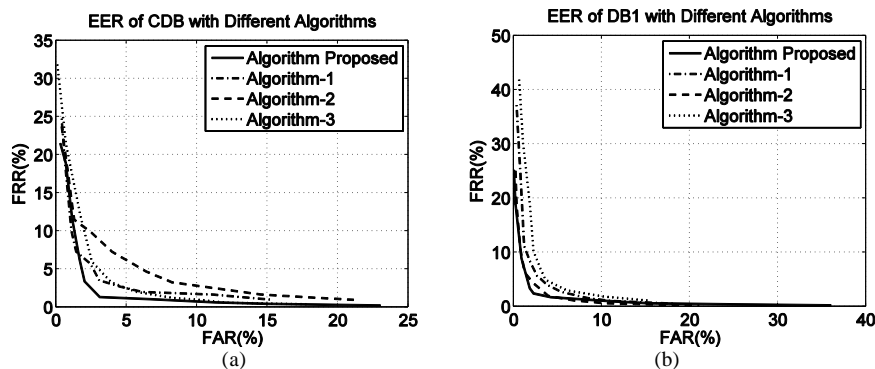 EER of CDB with Different Algorithms
35
30
25
20
15
10
5
0
FRR(%)
Algorithm Proposed
Algorithm-1
Algorithm-2
Algorithm-3
0 5 10 15 20 25
FAR(%)
(a)
EER of DB1 with Different Algorithms
50
40
30
20
10
0
FRR(%)
Algorithm Proposed
Algorithm-1
Algorithm-2
Algorithm-3
0 10 20 30 40
FAR(%)
(b)